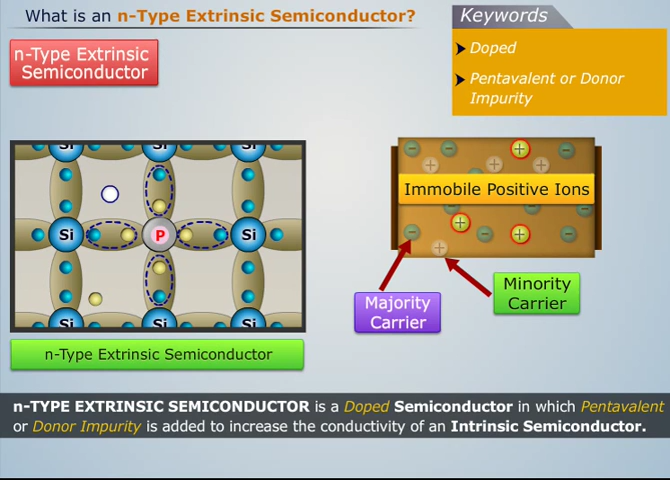 What is an n-Type Extrinsic Semiconductor?
Keywords
Doped
Pentavalent or Donor
Impurity
n-Type Extrinsic
Semiconductor
Si Si Si
Si P Si
Si Si Si
n-Type Extrinsic Semiconductor
Immobile Positive Ions
Majority
Carrier
Minority
Carrier
n-TYPE EXTRINSIC SEMICONDUCTOR is a Doped Semiconductor in which Pentavalent
or Donor Impurity is added to increase the conductivity of an Intrinsic Semiconductor.